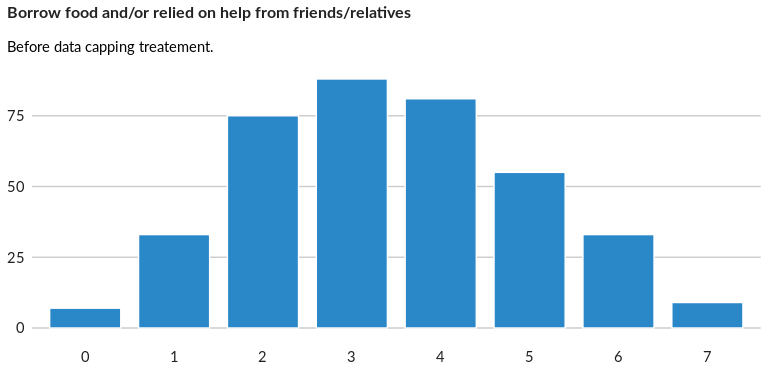 Borrow food and/or relied on help from friends/relatives
Before data capping treatement.
75
50
25
0
0 1 2 3 4 5 6 7